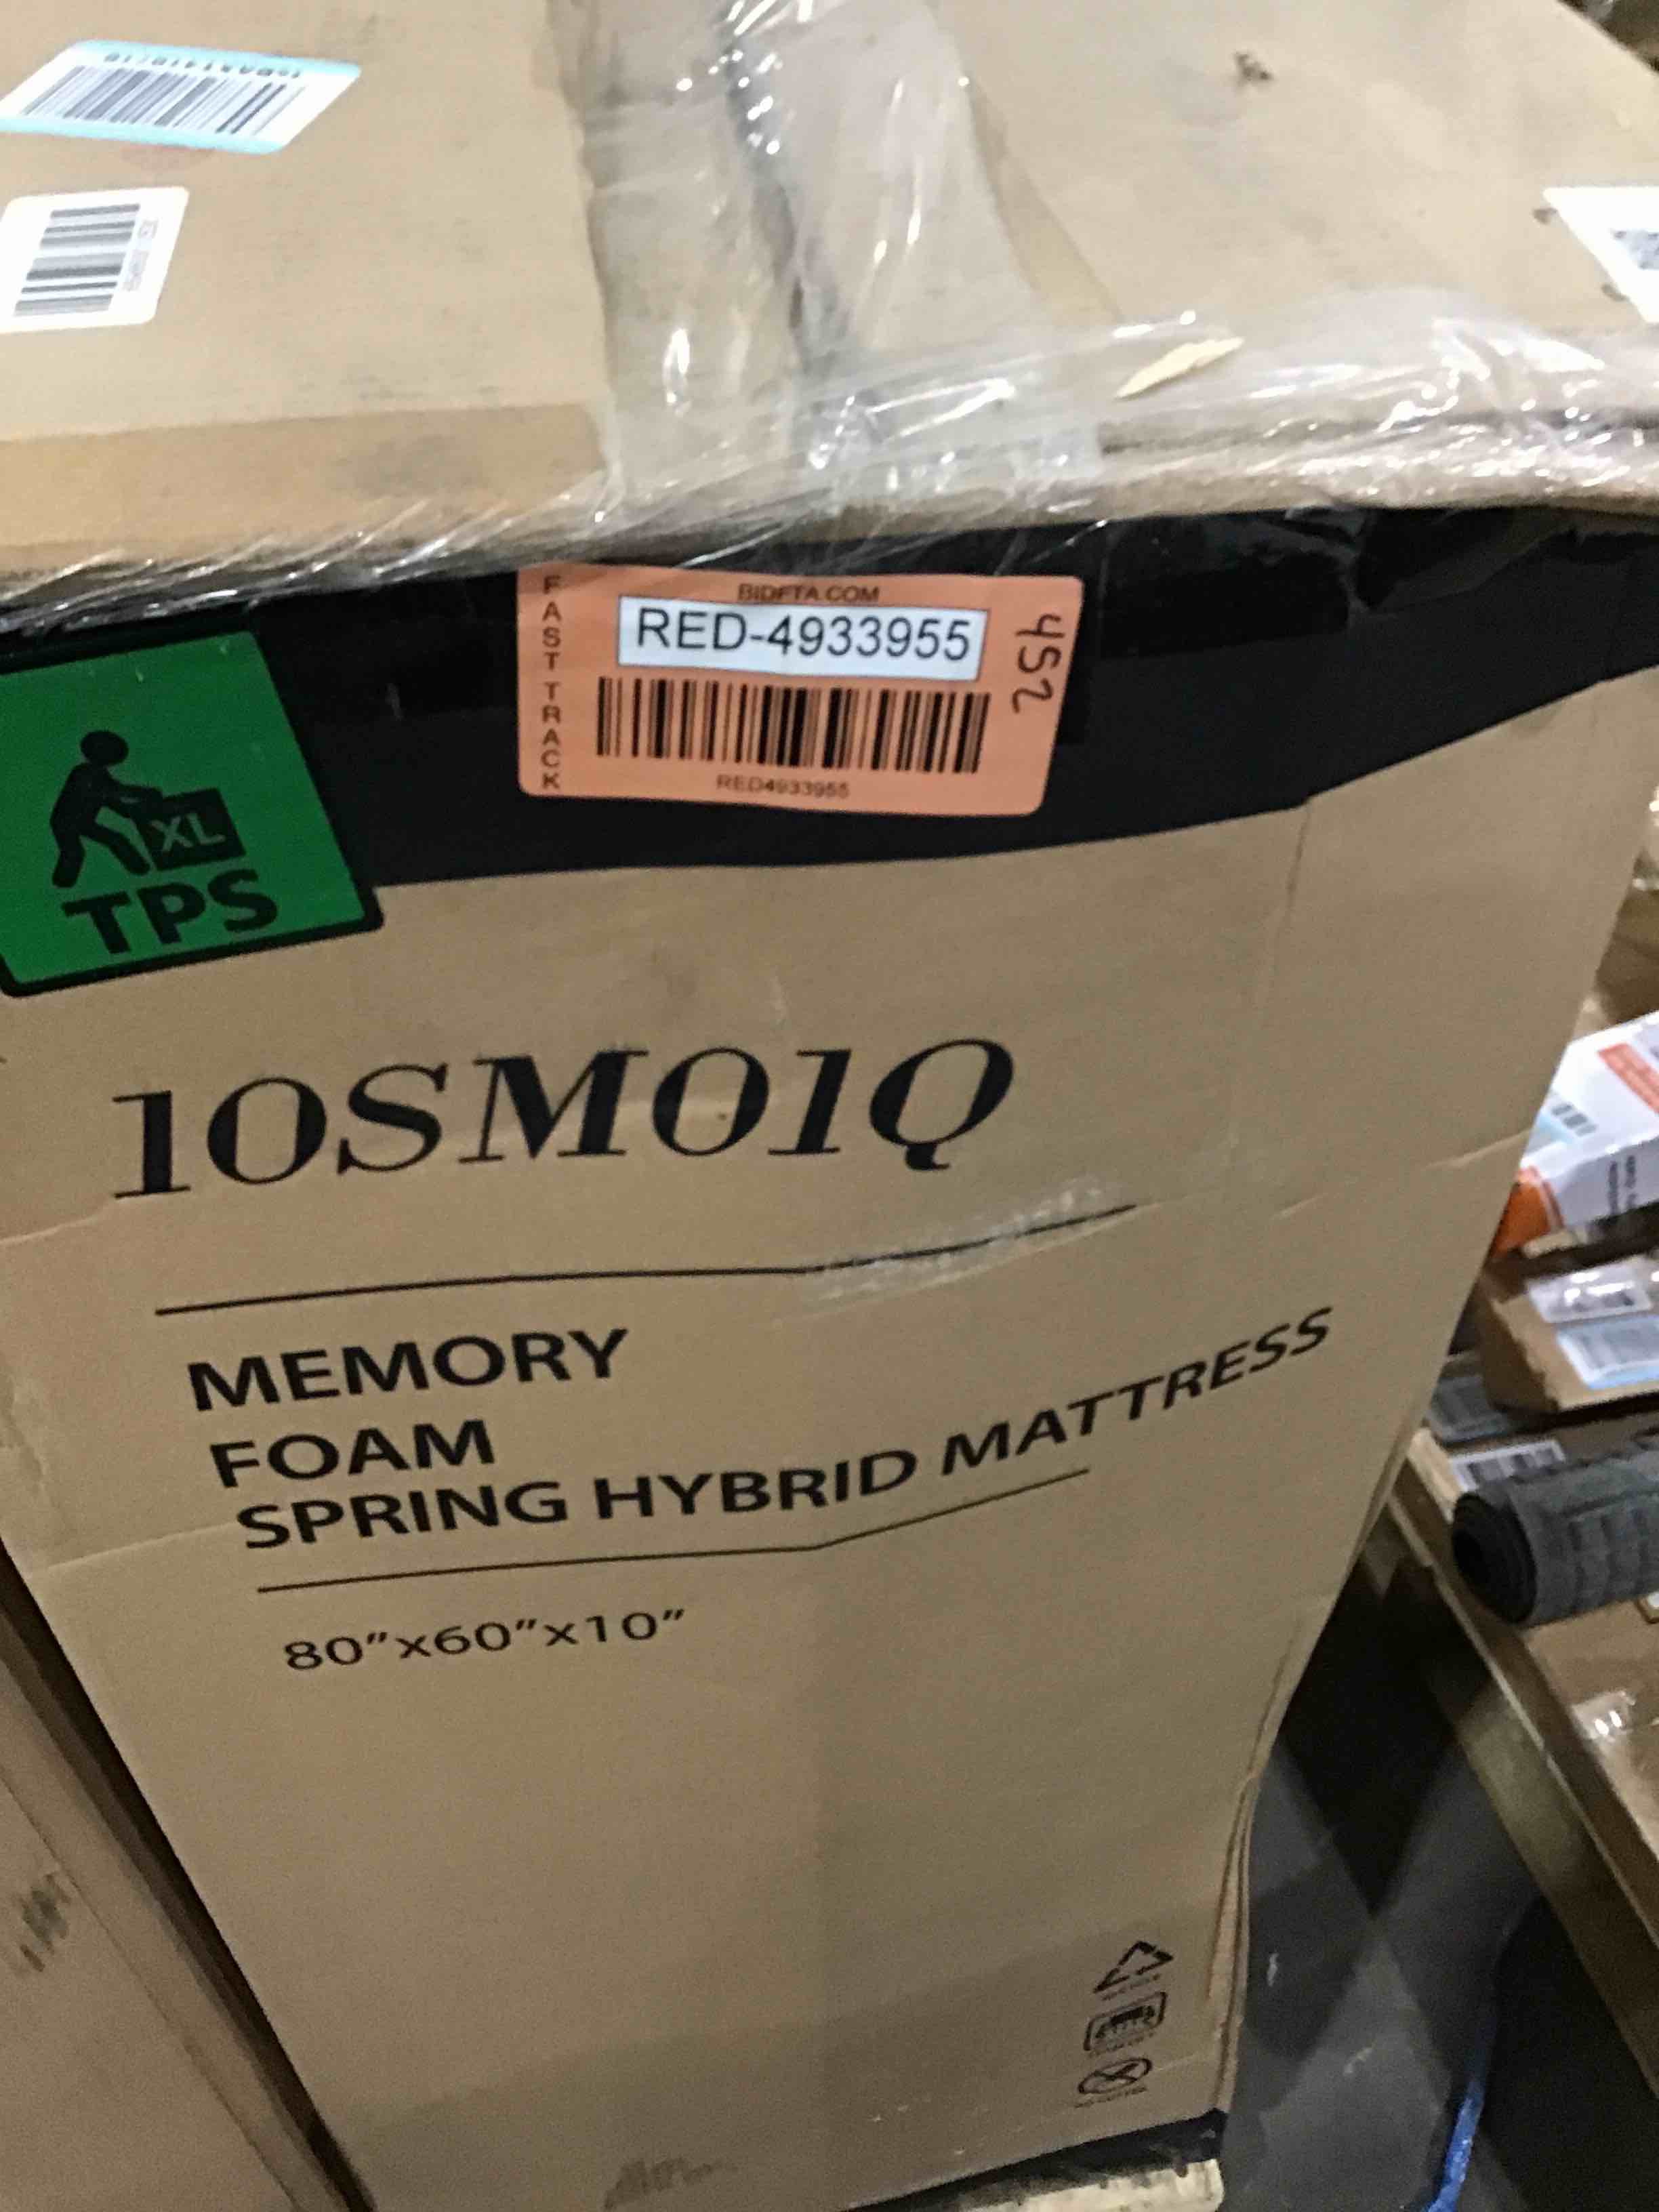 BIDFTA.COM
FAST TRACK
RED-4933955
452
RED4933955
XL
TPS
10SM01Q
MEMORY
FOAM
SPRING HYBRID MATTRESS
80"x60"x10"